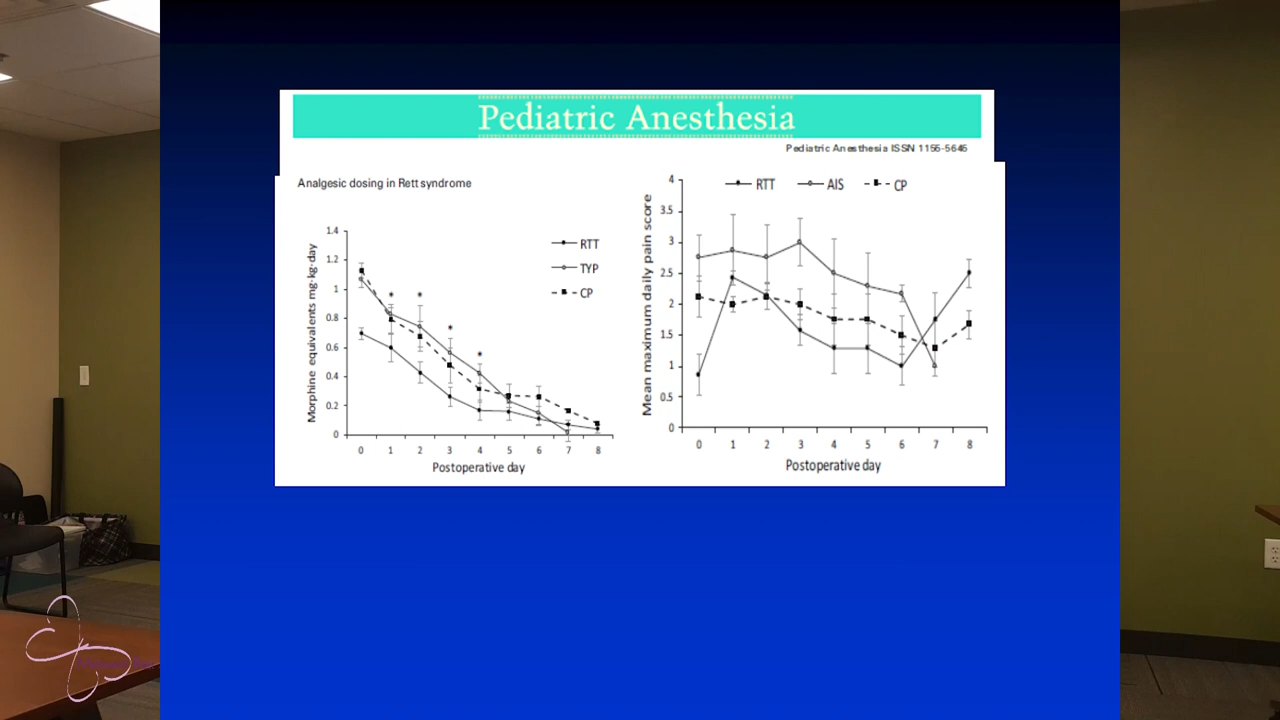 Pediatric Anesthesia
Pediatric Anesthesia ISSN 1155-5645
Analgesic dosing in Rett syndrome
Morphine equivalents mg·kg·day
1.4
1.2
1
0.8
0.6
0.4
0.2
0
RTT
TYP
CP
*
*
*
*
0 1 2 3 4 5 6 7 8
Postoperative day
Mean maximum daily pain score
4
3.5
3
2.5
2
1.5
1
0.5
0
RTT AIS CP
0 1 2 3 4 5 6 7 8
Postoperative day